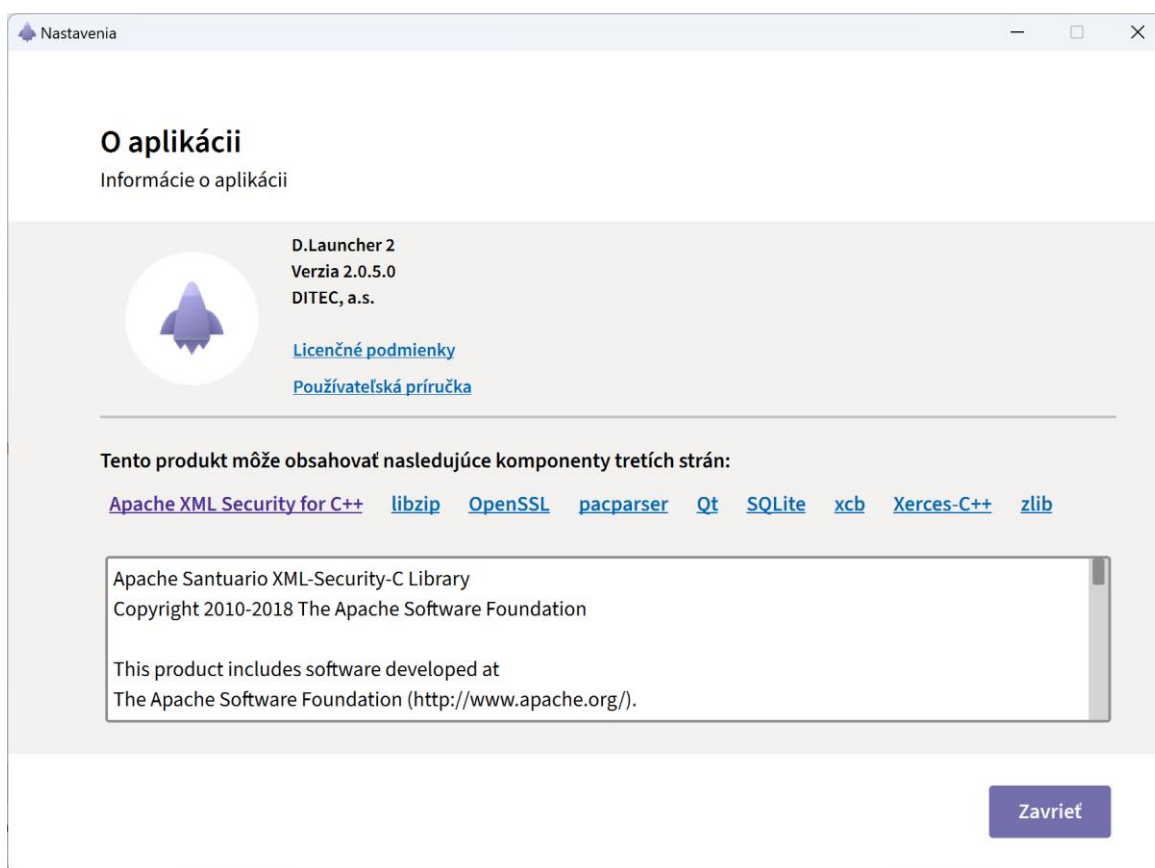 Nastavenia
O aplikácii
Informácie o aplikácii
D.Launcher 2
Verzia 2.0.5.0
DITEC, a.s.
Licenčné podmienky
Používateľská príručka
Tento produkt môže obsahovať nasledujúce komponenty tretích strán:
Apache XML Security for C++ libzip OpenSSL pacparser Qt SQLite xcb Xerces-C++ zlib
Apache Santuario XML-Security-C Library
Copyright 2010-2018 The Apache Software Foundation
This product includes software developed at
The Apache Software Foundation (http://www.apache.org/).
Zavrieť